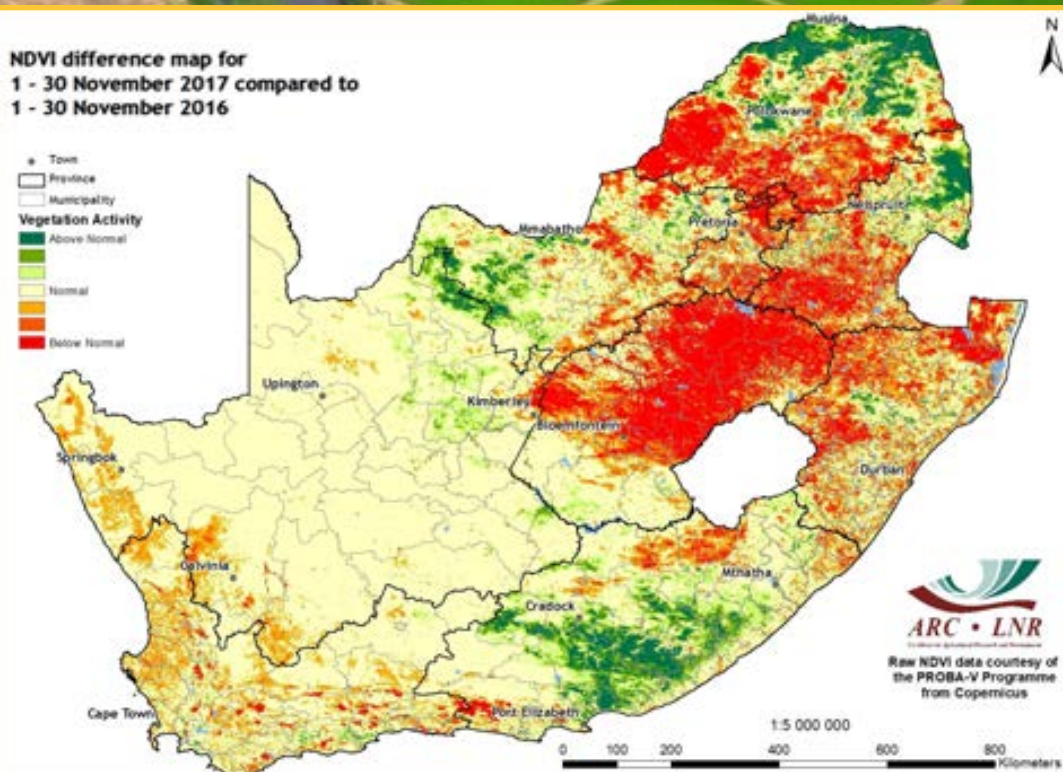 NDVI difference map for
1 - 30 November 2017 compared to
1 - 30 November 2016
N
Town
Province
Municipality
Vegetation Activity
Above Normal
Normal
Below Normal
Musina
Polokwane
Nelspruit
Pretoria
Mmabatho
Upington
Kimberley
Bloemfontein
Springbok
Durban
Calvinia
Mthatha
Cradock
Cape Town
Port Elizabeth
ARC • LNR
Raw NDVI data courtesy of
the PROBA-V Programme
from Copernicus
1:5 000 000
0 100 200 400 600 800
Kilometers